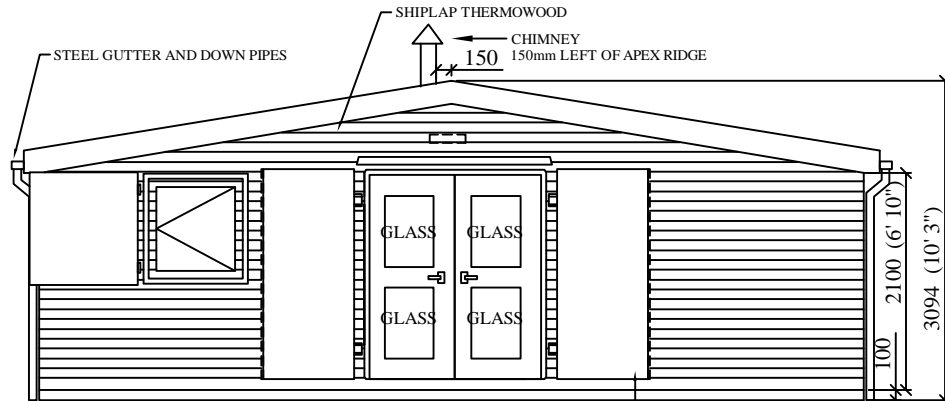 SHIPLAP THERMOWOOD
STEEL GUTTER AND DOWN PIPES
CHIMNEY
150mm LEFT OF APEX RIDGE
150
GLASS
GLASS
GLASS
GLASS
2100 (6' 10")
3094 (10' 3")
100